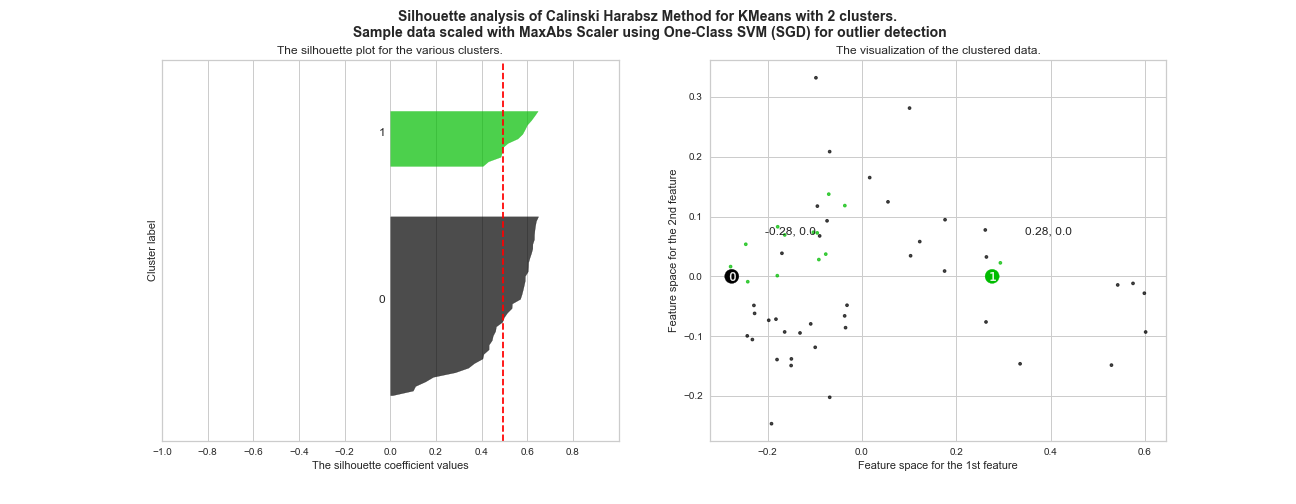 Silhouette analysis of Calinski Harabsz Method for KMeans with 2 clusters.
Sample data scaled with MaxAbs Scaler using One-Class SVM (SGD) for outlier detection
The silhouette plot for the various clusters.
Cluster label
1
0
−1.0 −0.8 −0.6 −0.4 −0.2 0.0 0.2 0.4 0.6 0.8
The silhouette coefficient values
The visualization of the clustered data.
Feature space for the 2nd feature
0.3
0.2
0.1
0.0
−0.1
−0.2
-0.28, 0.0
0.28, 0.0
0
1
−0.2 0.0 0.2 0.4 0.6
Feature space for the 1st feature